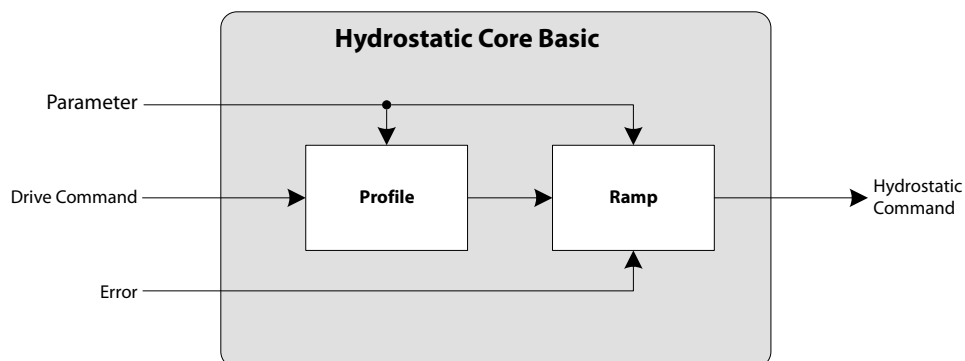 Hydrostatic Core Basic
Parameter
Drive Command
Profile
Ramp
Hydrostatic
Command
Error